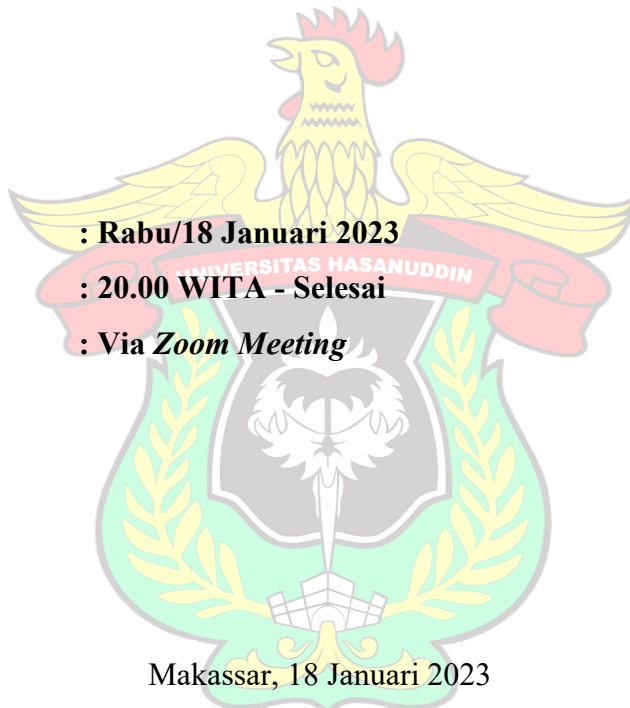 : Rabu/18 Januari 2023
UNIVERSITAS HASANUDDIN
: 20.00 WITA - Selesai
: Via Zoom Meeting
Makassar, 18 Januari 2023